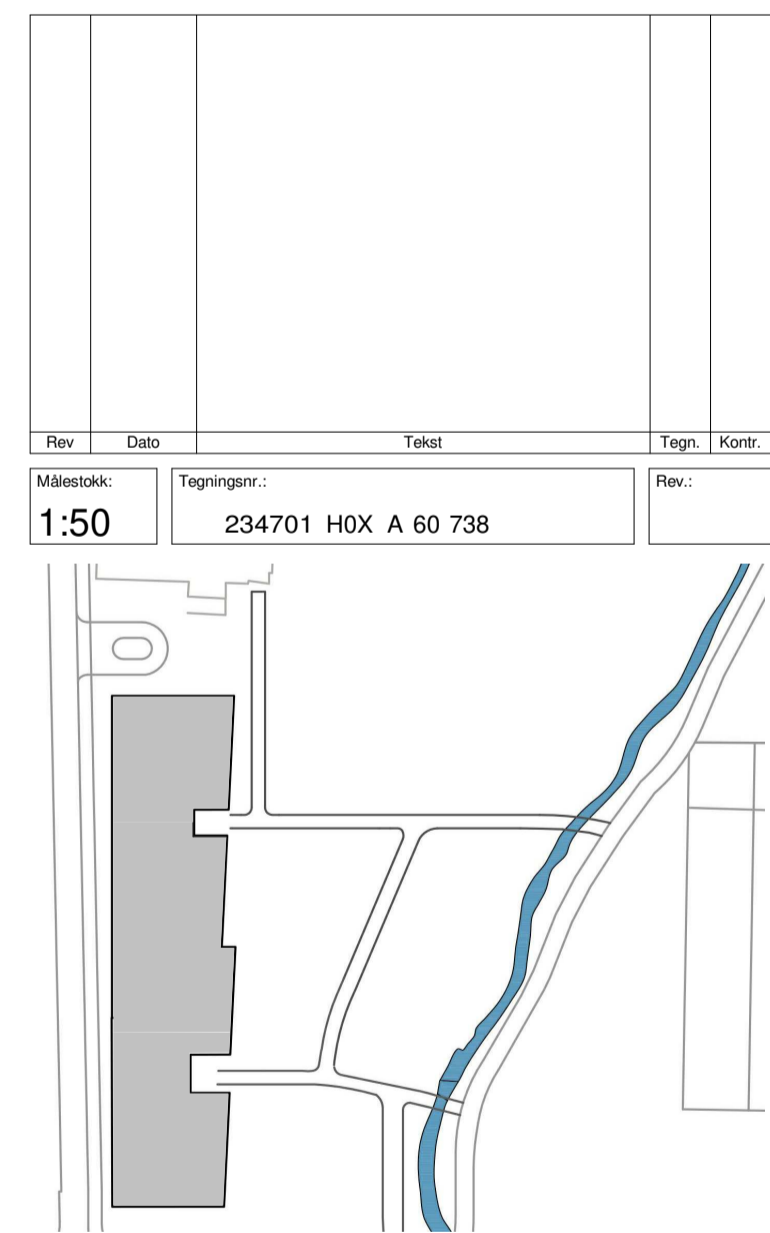 Rev Dato Tekst Tegn. Kontr.
Målestokk: Tegningsnr.: Rev.:
1:50 234701 H0X A 60 738